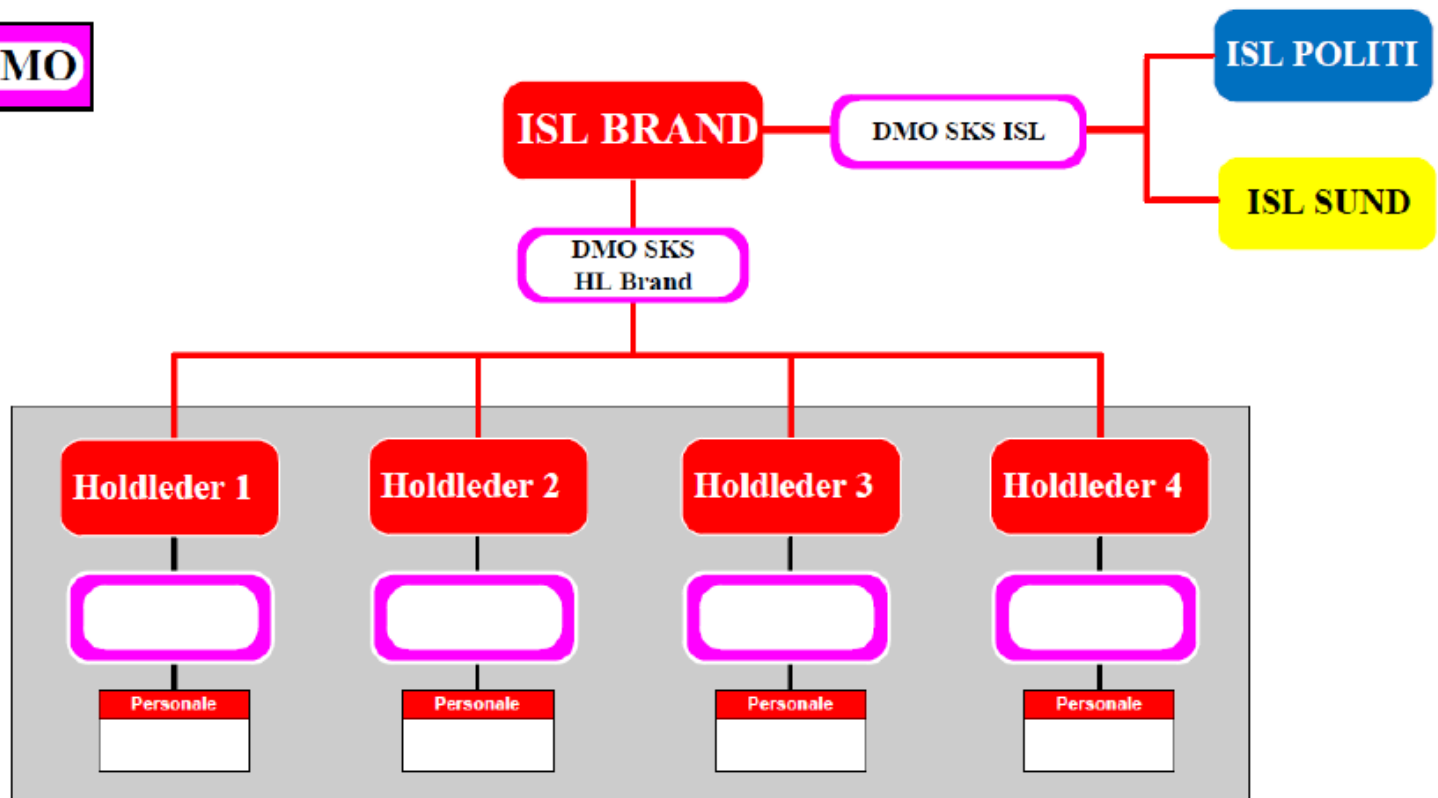 MO
ISL POLITI
ISL BRAND
DMO SKS ISL
ISL SUND
DMO SKS
HL Brand
Holdleder 1
Holdleder 2
Holdleder 3
Holdleder 4
Personale
Personale
Personale
Personale